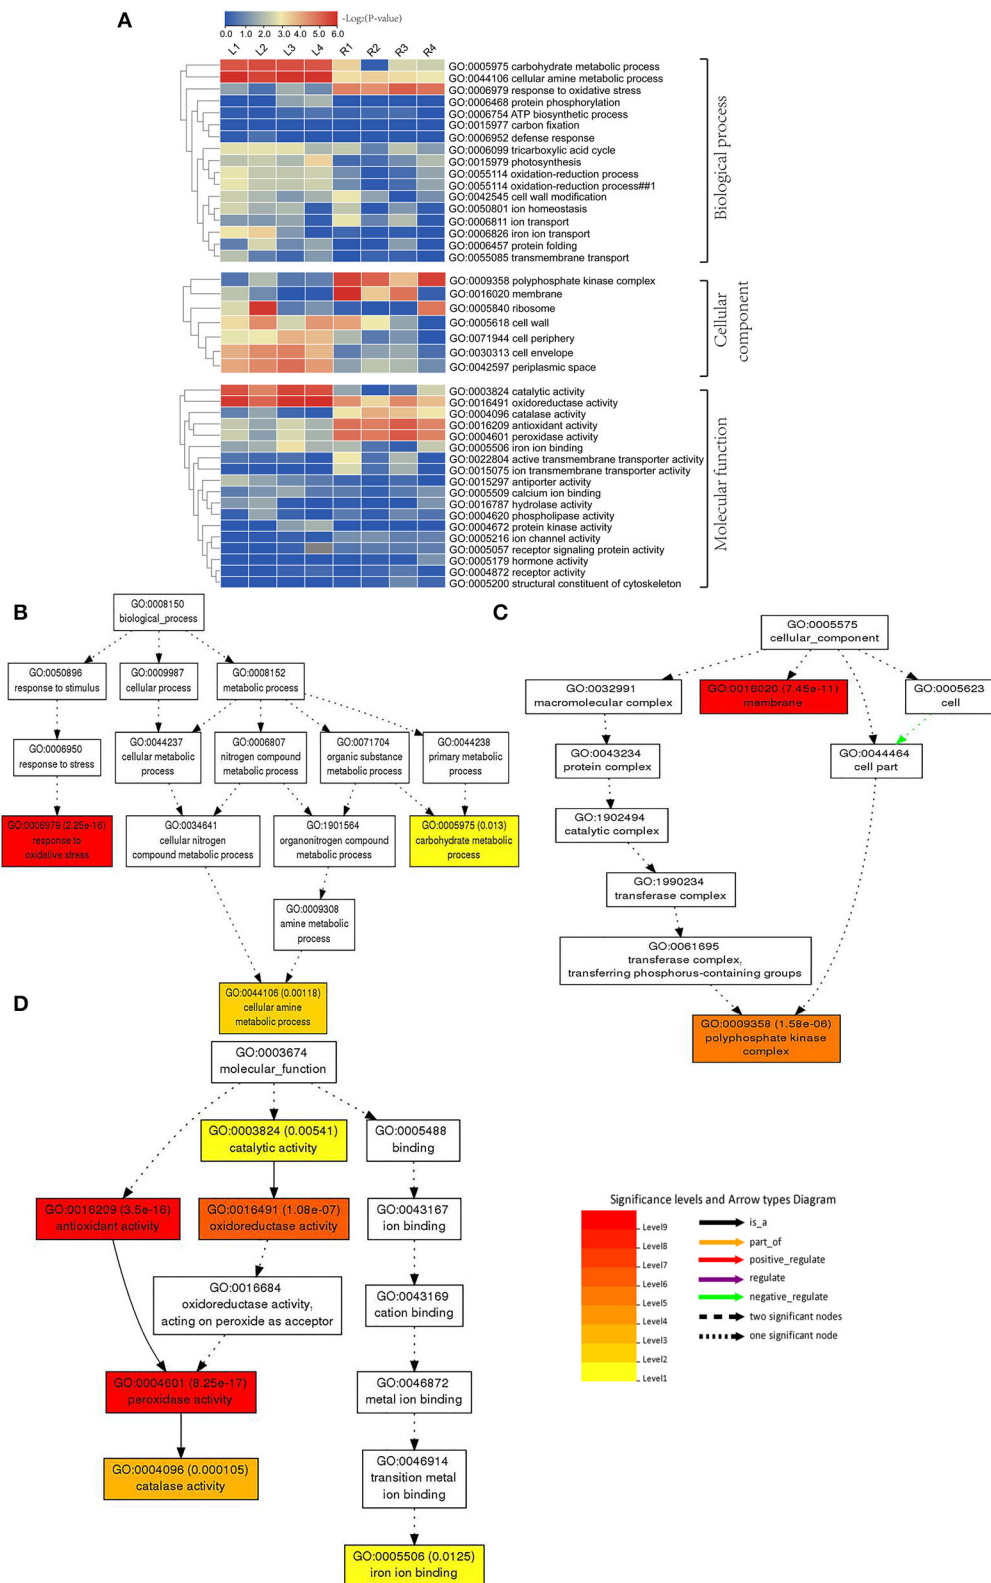 A
-Log₂(P-value)
0.0 1.0 2.0 3.0 4.0 5.0 6.0
L1 L2 L3 L4 R1 R2 R3 R4
GO:0005975 carbohydrate metabolic process
GO:0044106 cellular amine metabolic process
GO:0006979 response to oxidative stress
GO:0006468 protein phosphorylation
GO:0006754 ATP biosynthetic process
GO:0015977 carbon fixation
GO:0006952 defense response
GO:0006099 tricarboxylic acid cycle
GO:0015979 photosynthesis
GO:0055114 oxidation-reduction process
GO:0055114 oxidation-reduction process##1
GO:0042545 cell wall modification
GO:0050801 ion homeostasis
GO:0006811 ion transport
GO:0006826 iron ion transport
GO:0006457 protein folding
GO:0055085 transmembrane transport
Biological process
GO:0009358 polyphosphate kinase complex
GO:0016020 membrane
GO:0005840 ribosome
GO:0005618 cell wall
GO:0071944 cell periphery
GO:0030313 cell envelope
GO:0042597 periplasmic space
Cellular
component
GO:0003824 catalytic activity
GO:0016491 oxidoreductase activity
GO:0004096 catalase activity
GO:0016209 antioxidant activity
GO:0004601 peroxidase activity
GO:0005506 iron ion binding
GO:0022804 active transmembrane transporter activity
GO:0015075 ion transmembrane transporter activity
GO:0015297 antiporter activity
GO:0005509 calcium ion binding
GO:0016787 hydrolase activity
GO:0004620 phospholipase activity
GO:0004672 protein kinase activity
GO:0005216 ion channel activity
GO:0005057 receptor signaling protein activity
GO:0005179 hormone activity
GO:0004872 receptor activity
GO:0005200 structural constituent of cytoskeleton
Molecular function
B
GO:0008150
biological_process
GO:0050896
response to stimulus
GO:0009987
cellular process
GO:0008152
metabolic process
GO:0006950
response to stress
GO:0044237
cellular metabolic
process
GO:0006807
nitrogen compound
metabolic process
GO:0071704
organic substance
metabolic process
GO:0044238
primary metabolic
process
GO:0006979 (2.25e-16)
response to
oxidative stress
GO:0034641
cellular nitrogen
compound metabolic process
GO:1901564
organonitrogen compound
metabolic process
GO:0005975 (0.013)
carbohydrate metabolic
process
GO:0009308
amine metabolic
process
GO:0044106 (0.00118)
cellular amine
metabolic process
C
GO:0005575
cellular_component
GO:0032991
macromolecular complex
GO:0016020 (7.45e-11)
membrane
GO:0005623
cell
GO:0043234
protein complex
GO:0044464
cell part
GO:1902494
catalytic complex
GO:1990234
transferase complex
GO:0061695
transferase complex,
transferring phosphorus-containing groups
GO:0009358 (1.58e-06)
polyphosphate kinase
complex
D
GO:0003674
molecular_function
GO:0003824 (0.00541)
catalytic activity
GO:0005488
binding
GO:0016209 (3.5e-16)
antioxidant activity
GO:0016491 (1.08e-07)
oxidoreductase activity
GO:0043167
ion binding
GO:0016684
oxidoreductase activity,
acting on peroxide as acceptor
GO:0043169
cation binding
GO:0004601 (8.25e-17)
peroxidase activity
GO:0046872
metal ion binding
GO:0004096 (0.000105)
catalase activity
GO:0046914
transition metal
ion binding
GO:0005506 (0.0125)
iron ion binding
Significance levels and Arrow types Diagram
Level9
Level8
Level7
Level6
Level5
Level4
Level3
Level2
Level1
is_a
part_of
positive_regulate
regulate
negative_regulate
two significant nodes
one significant node